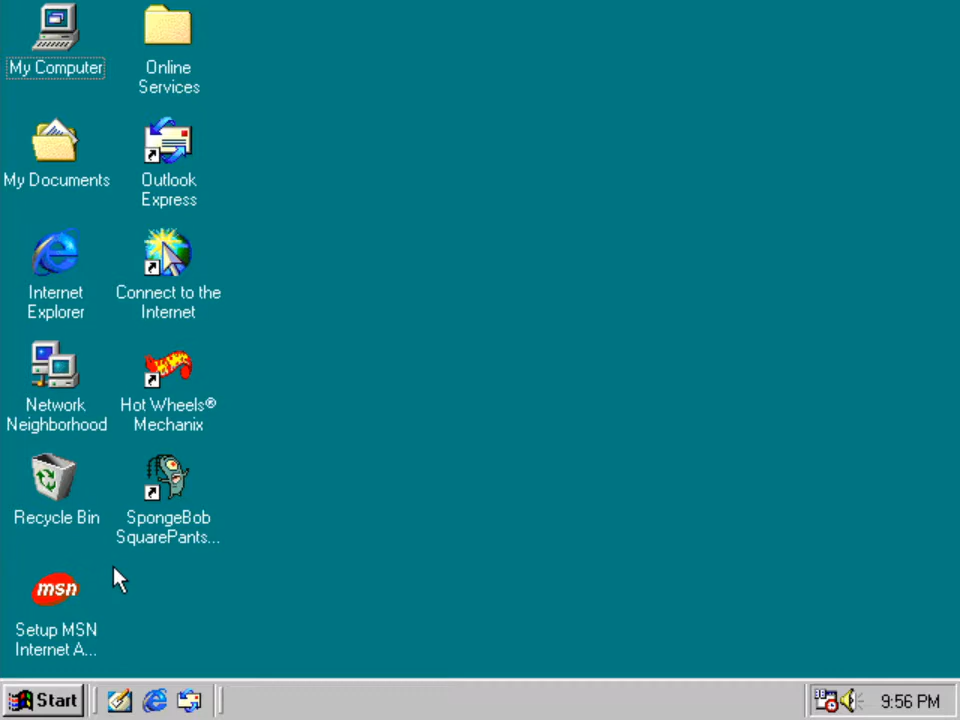 My Computer
Online
Services
My Documents
Outlook
Express
Internet
Explorer
Connect to the
Internet
Network
Neighborhood
Hot Wheels®
Mechanix
Recycle Bin
SpongeBob
SquarePants...
msn
Setup MSN
Internet A...
Start
9:56 PM